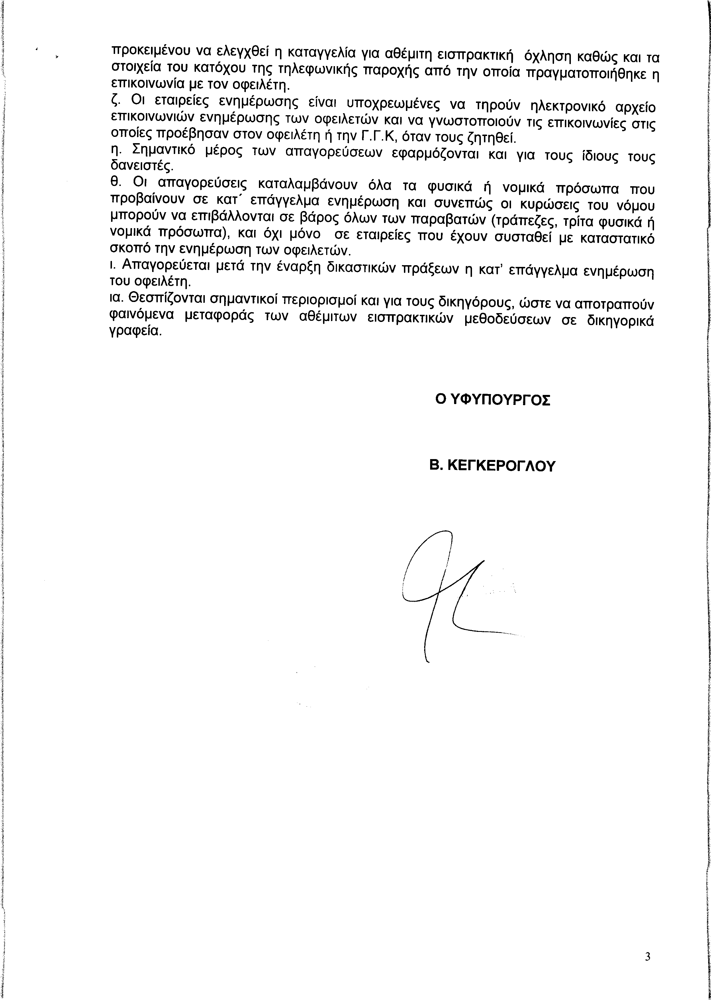 προκειμένου να ελεγχθεί η καταγγελία για αθέμιτη εισπρακτική όχληση καθώς και τα
στοιχεία του κατόχου της τηλεφωνικής παροχής από την οποία πραγματοποιήθηκε η
επικοινωνία με τον οφειλέτη.
ζ. Οι εταιρείες ενημέρωσης είναι υποχρεωμένες να τηρούν ηλεκτρονικό αρχείο
επικοινωνιών ενημέρωσης των οφειλετών και να γνωστοποιούν τις επικοινωνίες στις
οποίες προέβησαν στον οφειλέτη ή την Γ.Γ.Κ, όταν τους ζητηθεί.
η. Σημαντικό μέρος των απαγορεύσεων εφαρμόζονται και για τους ίδιους τους
δανειστές.
θ. Οι απαγορεύσεις καταλαμβάνουν όλα τα φυσικά ή νομικά πρόσωπα που
προβαίνουν σε κατ΄ επάγγελμα ενημέρωση και συνεπώς οι κυρώσεις του νόμου
μπορούν να επιβάλλονται σε βάρος όλων των παραβατών (τράπεζες, τρίτα φυσικά ή
νομικά πρόσωπα), και όχι μόνο σε εταιρείες που έχουν συσταθεί με καταστατικό
σκοπό την ενημέρωση των οφειλετών.
ι. Απαγορεύεται μετά την έναρξη δικαστικών πράξεων η κατ’ επάγγελμα ενημέρωση
του οφειλέτη.
ια. Θεσπίζονται σημαντικοί περιορισμοί και για τους δικηγόρους, ώστε να αποτραπούν
φαινόμενα μεταφοράς των αθέμιτων εισπρακτικών μεθοδεύσεων σε δικηγορικά
γραφεία.
Ο ΥΦΥΠΟΥΡΓΟΣ
Β. ΚΕΓΚΕΡΟΓΛΟΥ
3